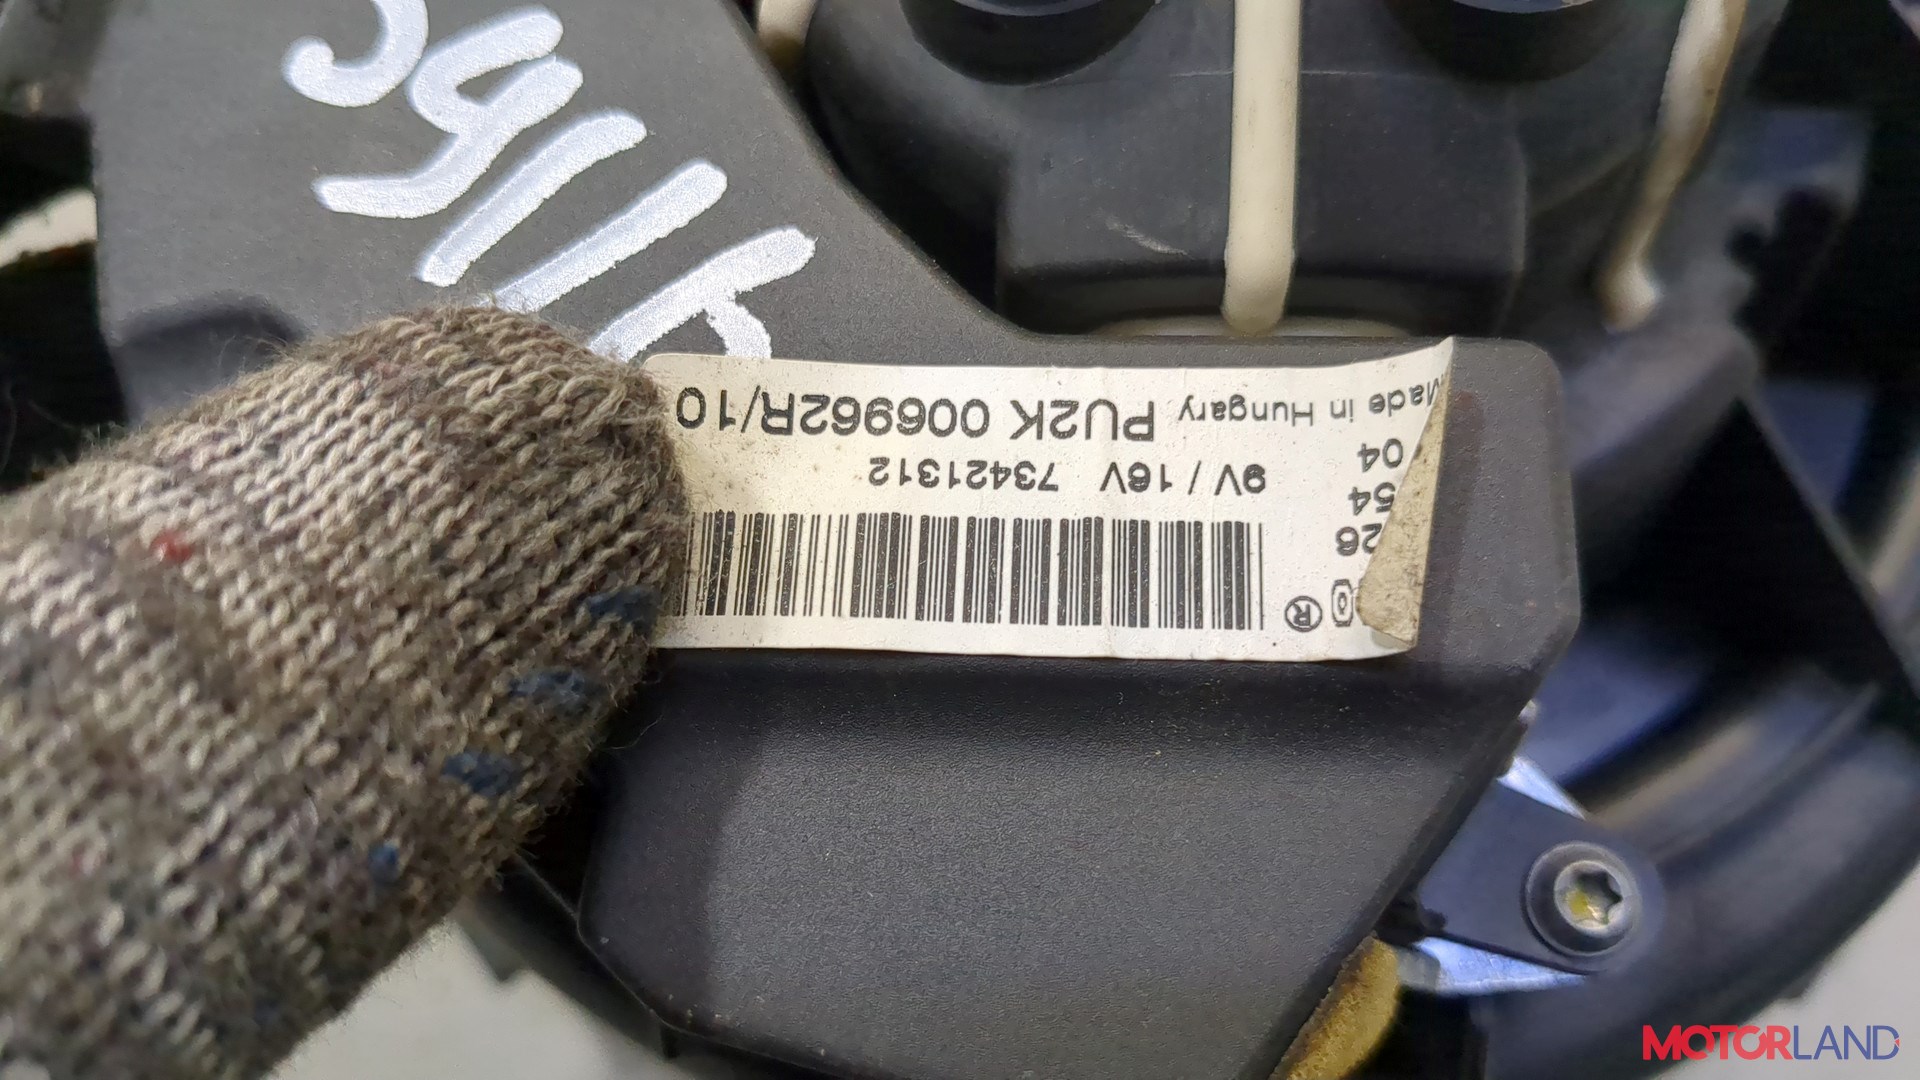 Made in Hungary PU2K 006962R/10
04
9V / 16V 73421312
54
26
®
MOTORLAND